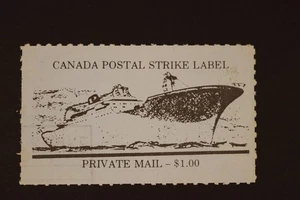 CANADA POSTAL STRIKE LABEL
PRIVATE MAIL – $1.00